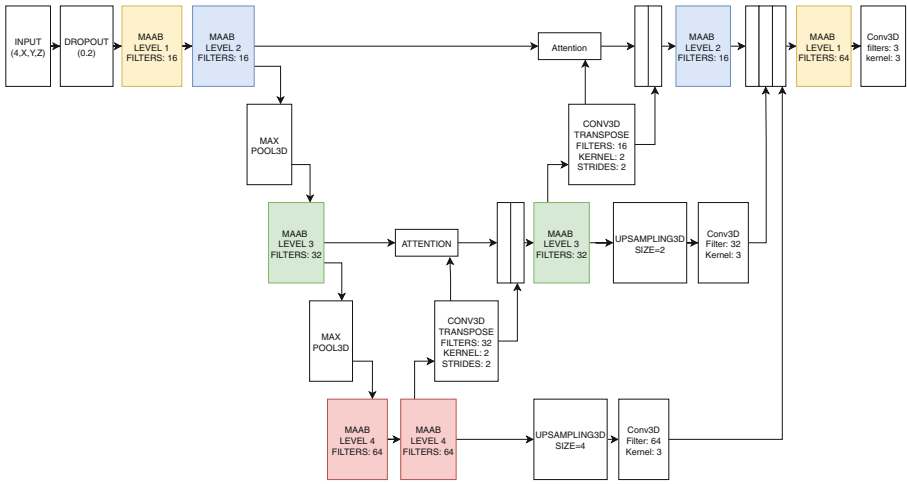 INPUT
(4,X,Y,Z)
DROPOUT
(0.2)
MAAB
LEVEL 1
FILTERS: 16
MAAB
LEVEL 2
FILTERS: 16
Attention
MAAB
LEVEL 2
FILTERS: 16
MAAB
LEVEL 1
FILTERS: 64
Conv3D
filters: 3
kernel: 3
MAX
POOL3D
CONV3D
TRANSPOSE
FILTERS: 16
KERNEL: 2
STRIDES: 2
MAAB
LEVEL 3
FILTERS: 32
ATTENTION
MAAB
LEVEL 3
FILTERS: 32
UPSAMPLING3D
SIZE=2
Conv3D
Filter: 32
Kernel: 3
MAX
POOL3D
CONV3D
TRANSPOSE
FILTERS: 32
KERNEL: 2
STRIDES: 2
MAAB
LEVEL 4
FILTERS: 64
MAAB
LEVEL 4
FILTERS: 64
UPSAMPLING3D
SIZE=4
Conv3D
Filter: 64
Kernel: 3